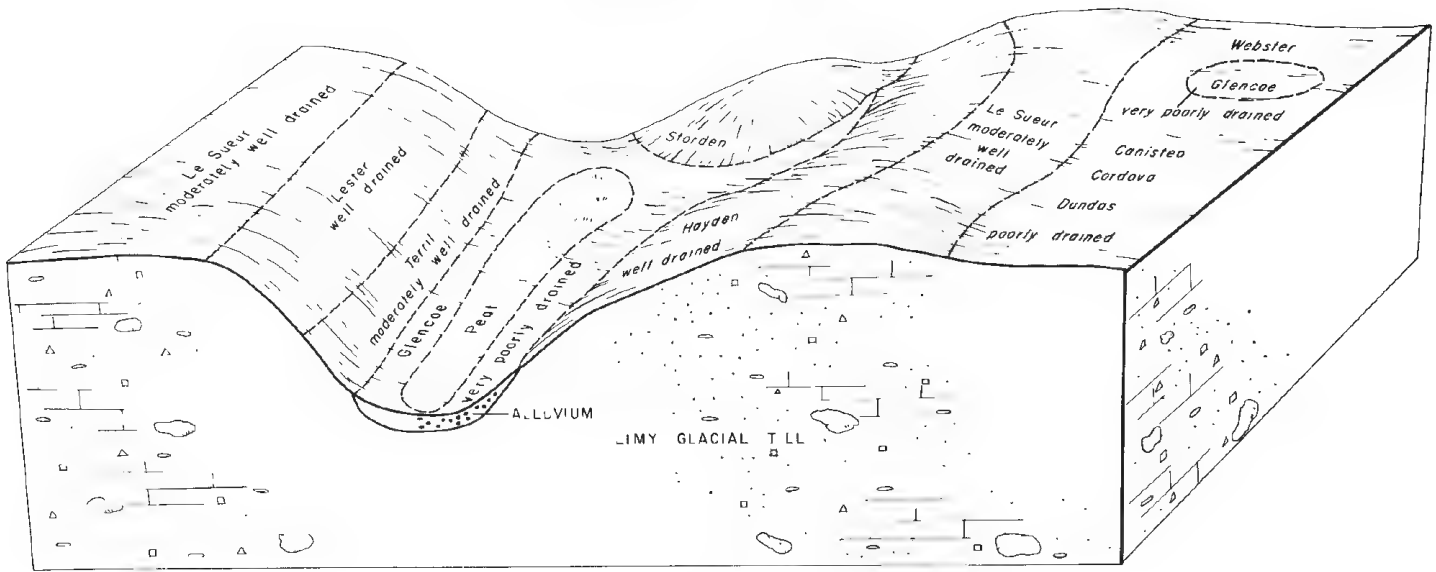 Le Sueur
moderately well drained
Lester
well drained
Terril
moderately well drained
Glencoe
Peat
very poorly drained
Storden
Hayden
well drained
Le Sueur
moderately
well
drained
Webster
Glencoe
very poorly drained
Canisteo
Cordova
Dundas
poorly drained
ALLUVIUM
LIMY GLACIAL TILL